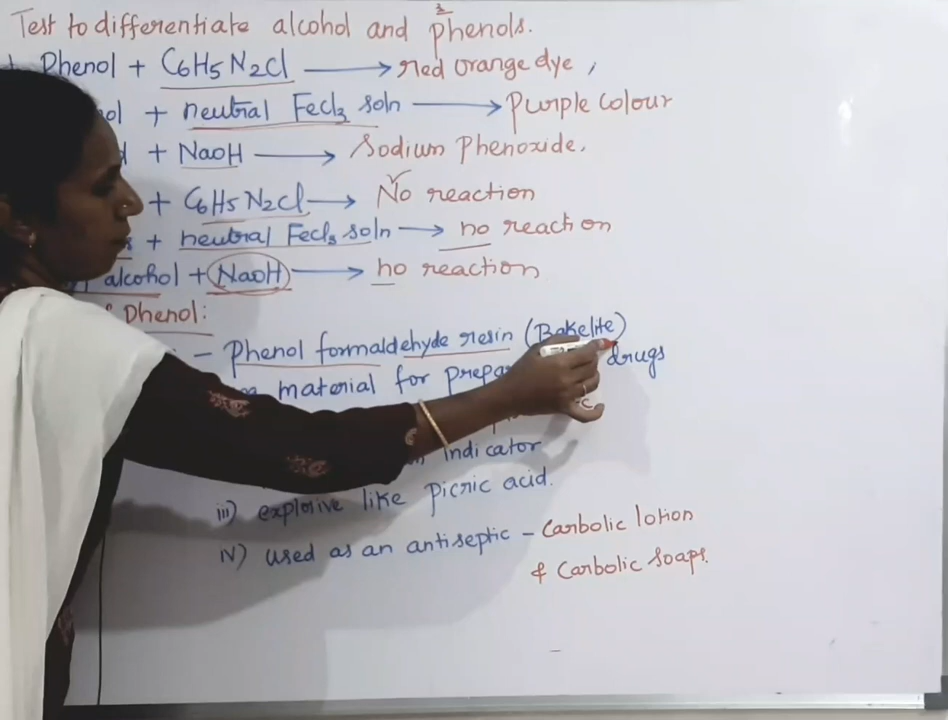 Test to differentiate alcohol and phenols.
Phenol + C6H5N2Cl → red orange dye,
ol + neutral FeCl3 soln → Purple Colour
+ NaOH → Sodium Phenoxide.
+ C6H5N2Cl → No reaction
+ neutral FeCl3 soln → no reaction
alcohol + NaOH → no reaction
Phenol:
- Phenol formaldehyde resin (Bakelite)
material for prepa drugs
Indicator
iii) explosive like picric acid.
iv) used as an antiseptic - Carbolic lotion
& Carbolic Soaps.